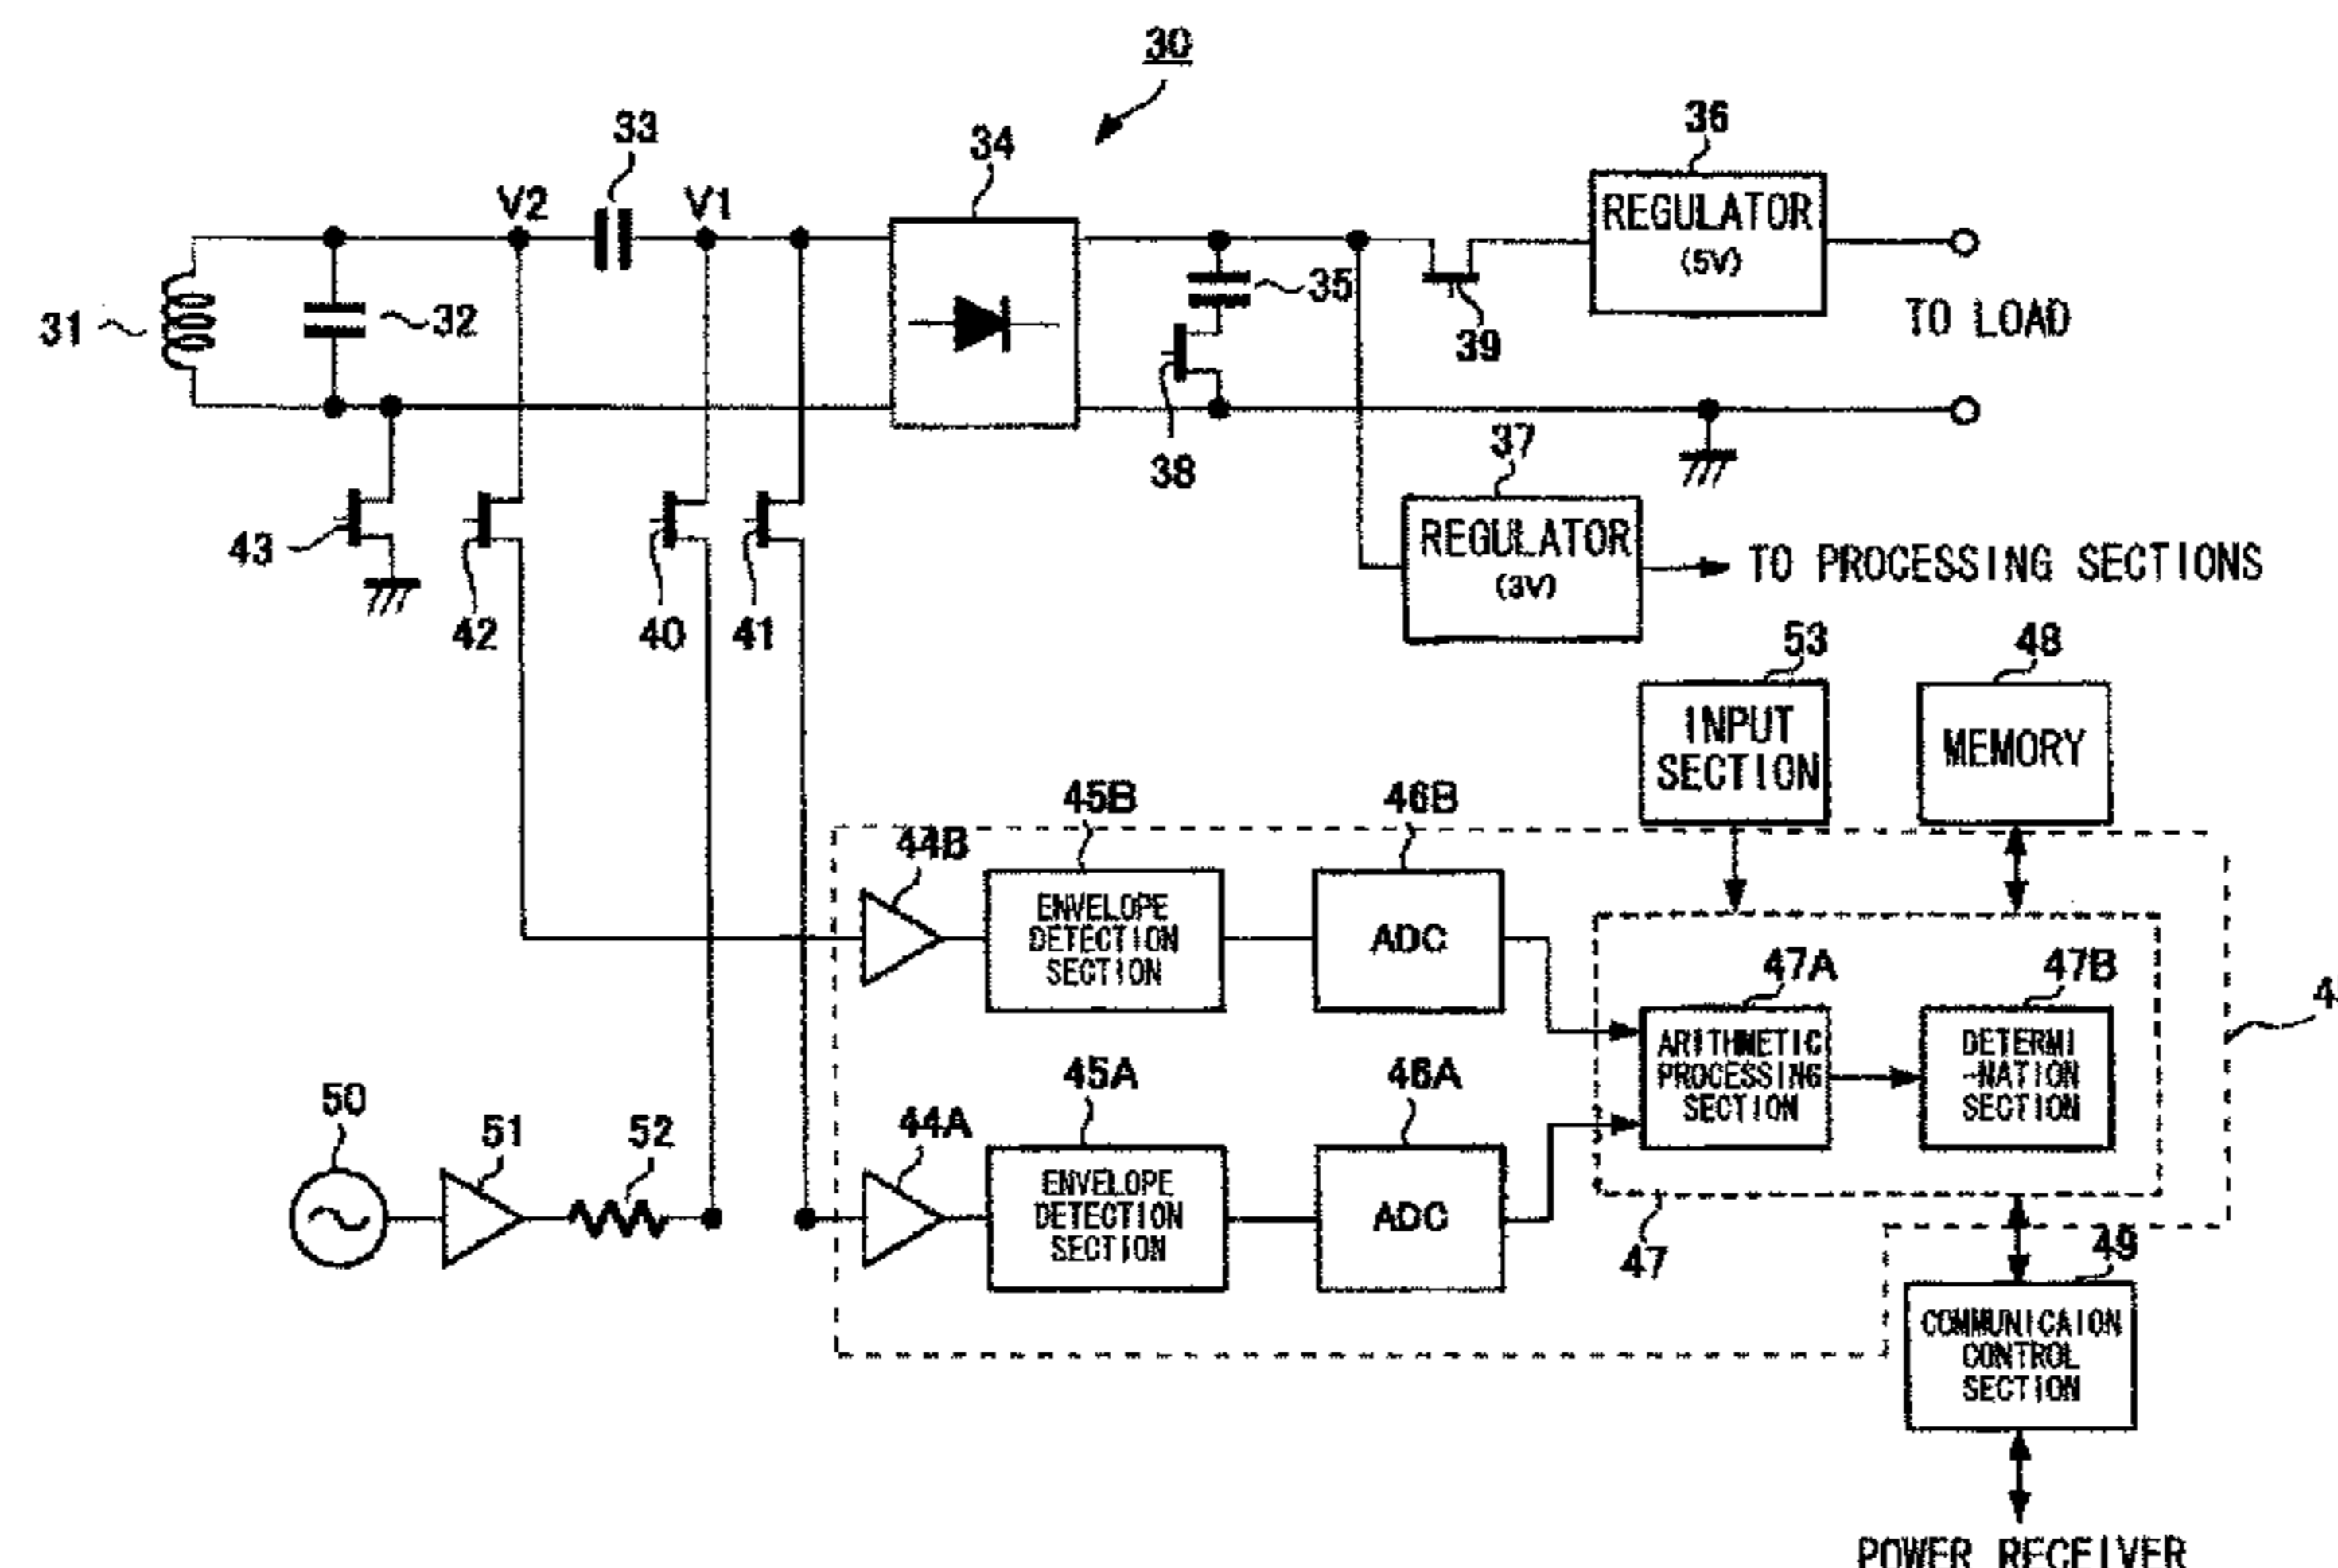 30
33
36
34
V2
V1
REGULATOR
(5V)
31
32
35
39
TO LOAD
38
37
43
42
40
41
REGULATOR
(3V)
TO PROCESSING SECTIONS
53
48
INPUT
SECTION
MEMORY
45B
46B
44B
ENVELOPE
DETECTION
SECTION
ADC
47A
47B
4
ARITHMETIC
PROCESSING
SECTION
DETERMI
-NATION
SECTION
50
51
52
44A
45A
46A
ENVELOPE
DETECTION
SECTION
ADC
47
49
COMMUNICAION
CONTROL
SECTION
POWER RECEIVER